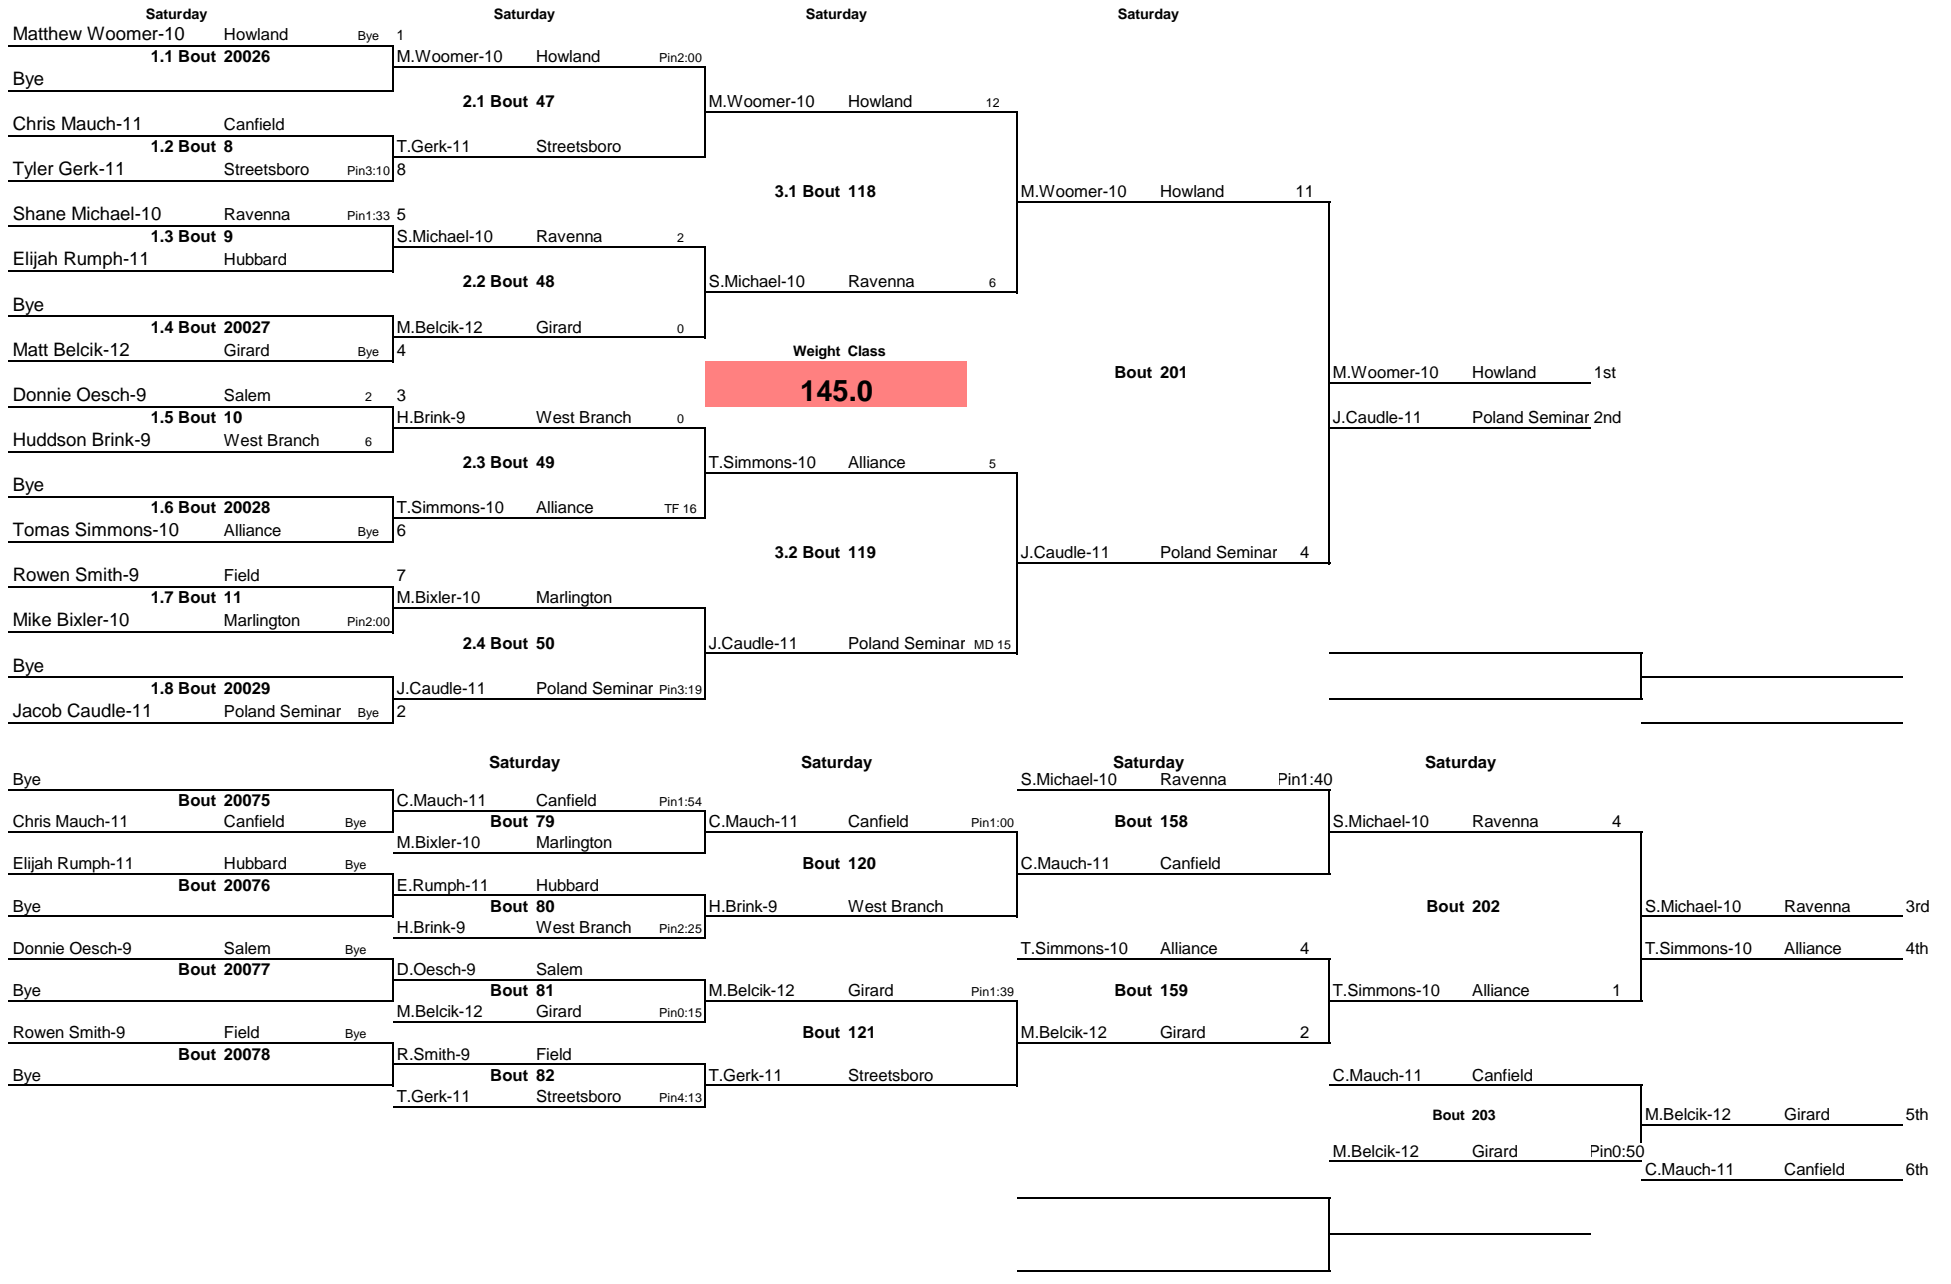 Saturday Saturday Saturday Saturday
Matthew Woomer-10 Howland Bye 1
1.1 Bout 20026 M.Woomer-10 Howland Pin2:00
Bye
2.1 Bout 47 M.Woomer-10 Howland 12
Chris Mauch-11 Canfield
1.2 Bout 8 T.Gerk-11 Streetsboro
Tyler Gerk-11 Streetsboro Pin3:10 8
3.1 Bout 118 M.Woomer-10 Howland 11
Shane Michael-10 Ravenna Pin1:33 5
1.3 Bout 9 S.Michael-10 Ravenna 2
Elijah Rumph-11 Hubbard
2.2 Bout 48 S.Michael-10 Ravenna 6
Bye
1.4 Bout 20027 M.Belcik-12 Girard 0
Matt Belcik-12 Girard Bye 4 Weight Class
Bout 201 M.Woomer-10 Howland 1st
Donnie Oesch-9 Salem 2 3 145.0
1.5 Bout 10 H.Brink-9 West Branch 0 J.Caudle-11 Poland Seminar 2nd
Huddson Brink-9 West Branch 6
2.3 Bout 49 T.Simmons-10 Alliance 5
Bye
1.6 Bout 20028 T.Simmons-10 Alliance TF 16
Tomas Simmons-10 Alliance Bye 6
3.2 Bout 119 J.Caudle-11 Poland Seminar 4
Rowen Smith-9 Field 7
1.7 Bout 11 M.Bixler-10 Marlington
Mike Bixler-10 Marlington Pin2:00
2.4 Bout 50 J.Caudle-11 Poland Seminar MD 15
Bye
1.8 Bout 20029 J.Caudle-11 Poland Seminar Pin3:19
Jacob Caudle-11 Poland Seminar Bye 2
Saturday Saturday Saturday Saturday
Bye S.Michael-10 Ravenna Pin1:40
Bout 20075 C.Mauch-11 Canfield Pin1:54
Chris Mauch-11 Canfield Bye Bout 79 C.Mauch-11 Canfield Pin1:00 Bout 158 S.Michael-10 Ravenna 4
M.Bixler-10 Marlington
Elijah Rumph-11 Hubbard Bye Bout 120 C.Mauch-11 Canfield
Bout 20076 E.Rumph-11 Hubbard
Bye Bout 80 H.Brink-9 West Branch Bout 202 S.Michael-10 Ravenna 3rd
H.Brink-9 West Branch Pin2:25
Donnie Oesch-9 Salem Bye T.Simmons-10 Alliance 4 T.Simmons-10 Alliance 4th
Bout 20077 D.Oesch-9 Salem
Bye Bout 81 M.Belcik-12 Girard Pin1:39 Bout 159 T.Simmons-10 Alliance 1
M.Belcik-12 Girard Pin0:15
Rowen Smith-9 Field Bye Bout 121 M.Belcik-12 Girard 2
Bout 20078 R.Smith-9 Field
Bye Bout 82 T.Gerk-11 Streetsboro C.Mauch-11 Canfield
T.Gerk-11 Streetsboro Pin4:13
Bout 203 M.Belcik-12 Girard 5th
M.Belcik-12 Girard Pin0:50
C.Mauch-11 Canfield 6th